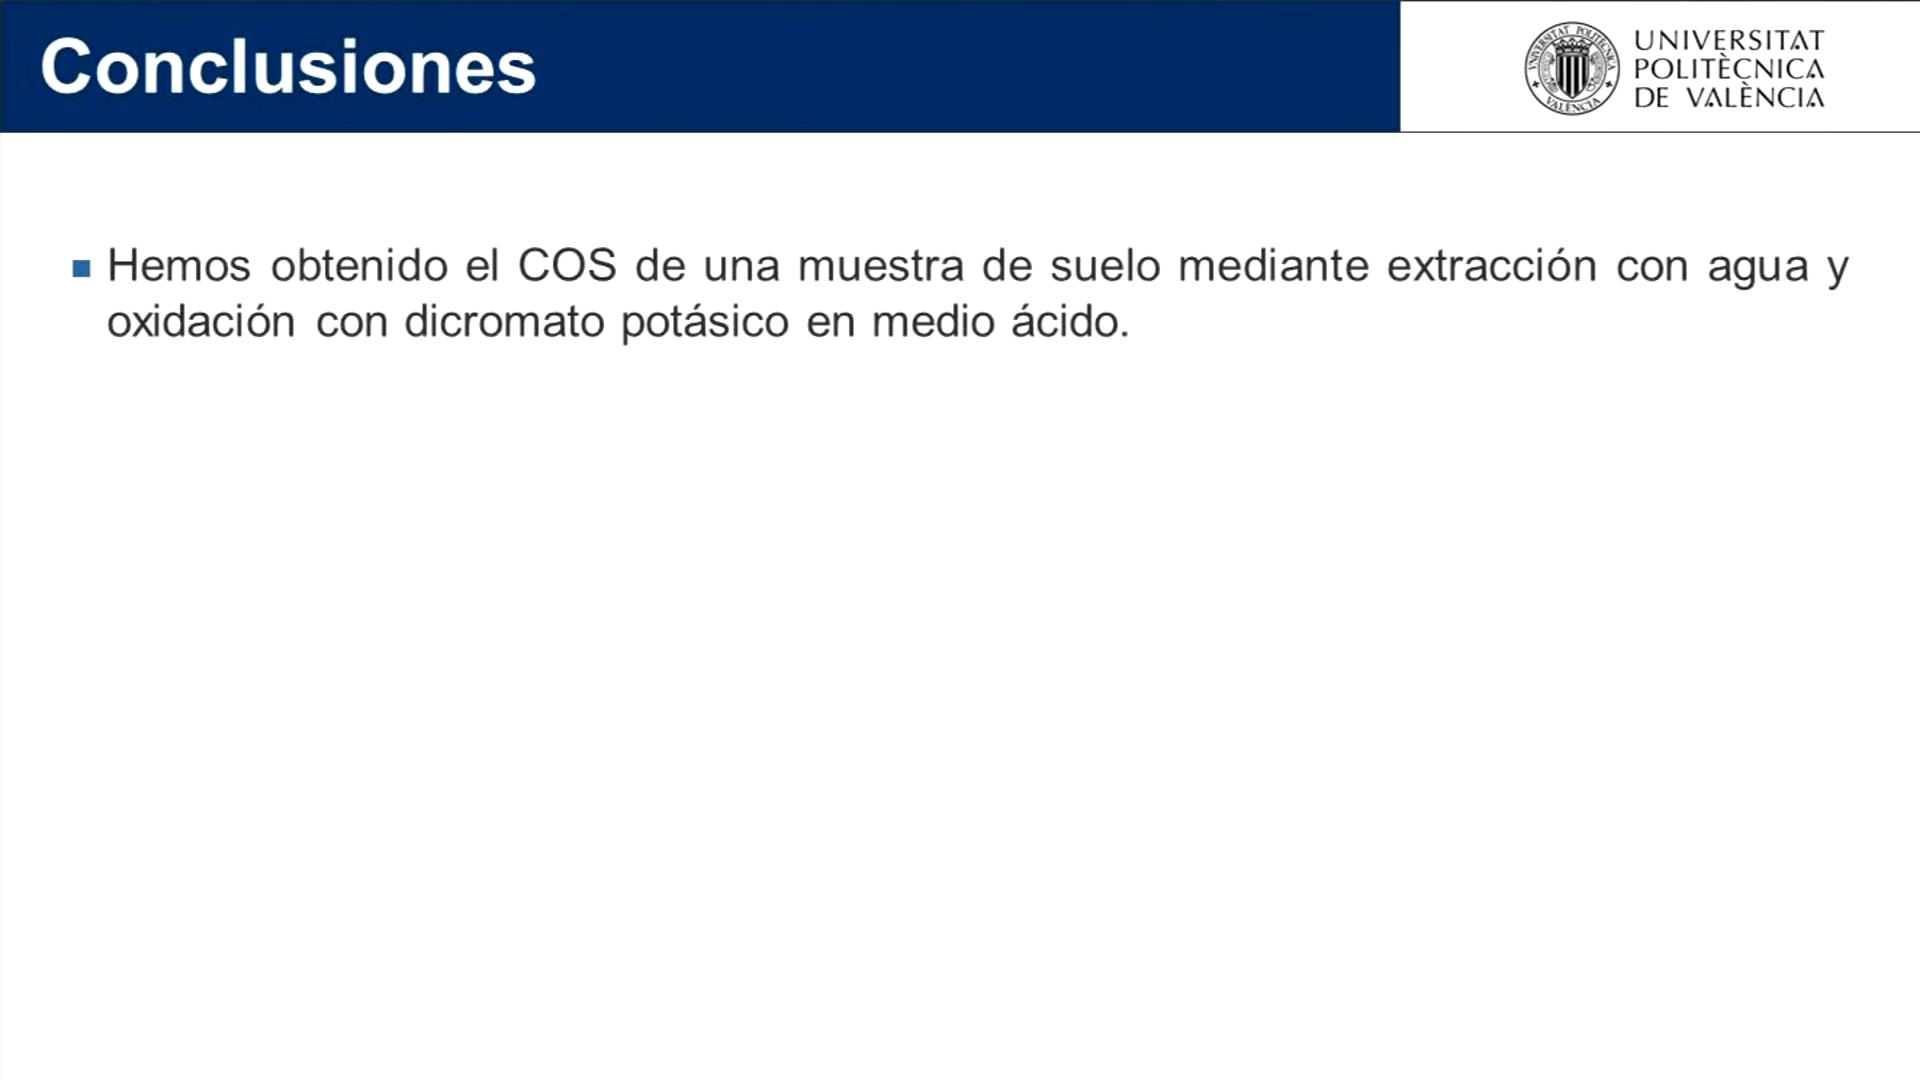 Conclusiones
UNIVERSITAT
POLITÈCNICA
DE VALÈNCIA
Hemos obtenido el COS de una muestra de suelo mediante extracción con agua y
oxidación con dicromato potásico en medio ácido.